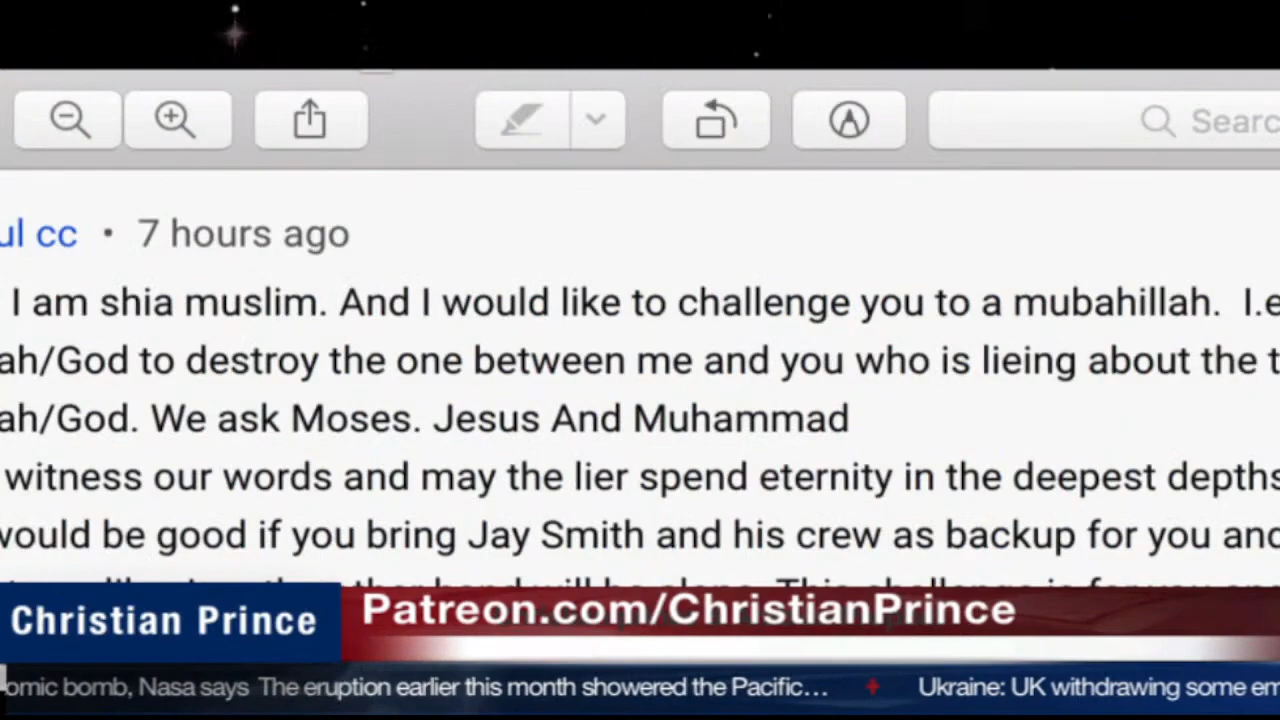 Searc
ul cc • 7 hours ago
I am shia muslim. And I would like to challenge you to a mubahillah. I.e
ah/God to destroy the one between me and you who is lieing about the t
ah/God. We ask Moses. Jesus And Muhammad
witness our words and may the lier spend eternity in the deepest depths
would be good if you bring Jay Smith and his crew as backup for you and
Christian Prince
Patreon.com/ChristianPrince
omic bomb, Nasa says The eruption earlier this month showered the Pacific... Ukraine: UK withdrawing some em